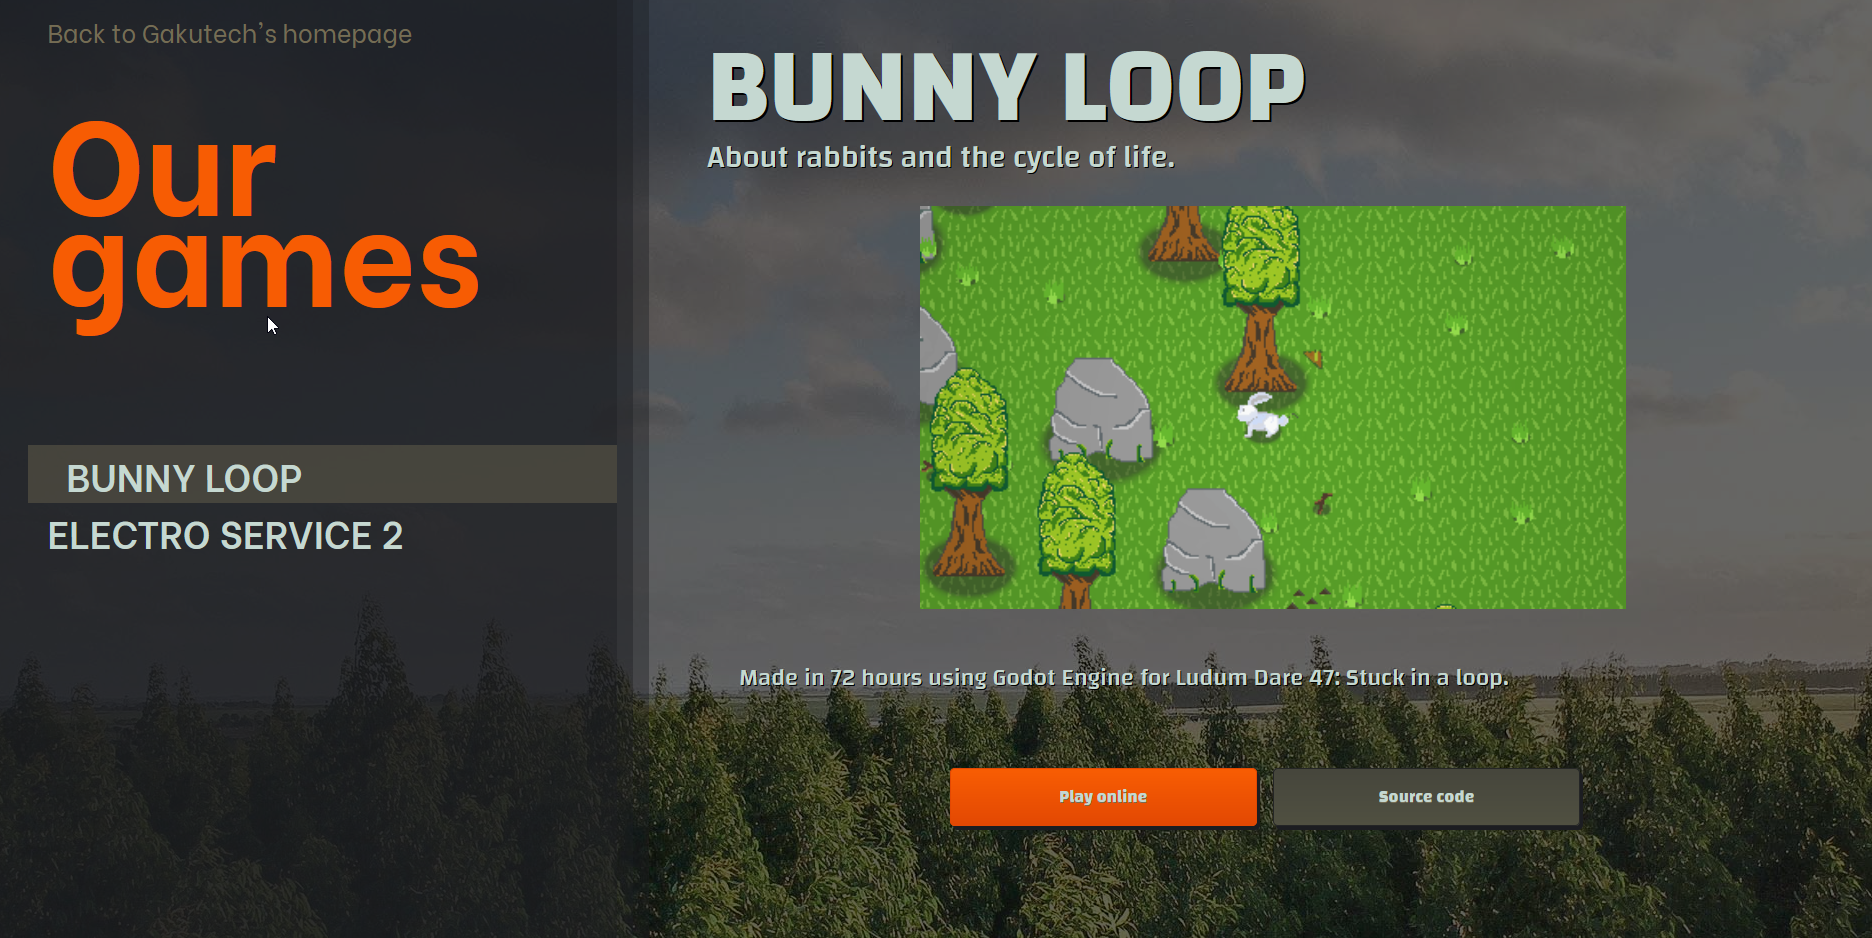 Back to Gakutech's homepage
Our
games
BUNNY LOOP
ELECTRO SERVICE 2
BUNNY LOOP
About rabbits and the cycle of life.
Made in 72 hours using Godot Engine for Ludum Dare 47: Stuck in a loop.
Play online
Source code